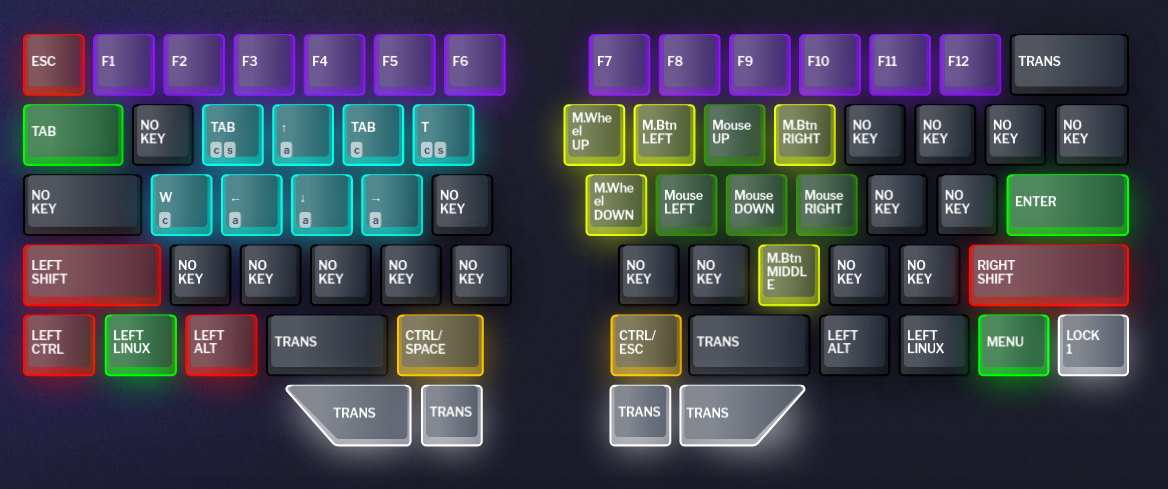 ESC F1 F2 F3 F4 F5 F6 F7 F8 F9 F10 F11 F12 TRANS
TAB
NO
KEY
TAB
c s
↑
a
TAB
c
T
c s
M.Whe
el
UP
M.Btn
LEFT
Mouse
UP
M.Btn
RIGHT
NO
KEY
NO
KEY
NO
KEY
NO
KEY
NO
KEY
W
c
←
a
↓
a
→
a
NO
KEY
M.Whe
el
DOWN
Mouse
LEFT
Mouse
DOWN
Mouse
RIGHT
NO
KEY
NO
KEY
ENTER
LEFT
SHIFT
NO
KEY
NO
KEY
NO
KEY
NO
KEY
NO
KEY
NO
KEY
NO
KEY
M.Btn
MIDDL
E
NO
KEY
NO
KEY
RIGHT
SHIFT
LEFT
CTRL
LEFT
LINUX
LEFT
ALT
TRANS
CTRL/
SPACE
CTRL/
ESC
TRANS
LEFT
ALT
LEFT
LINUX
MENU
LOCK
1
TRANS TRANS TRANS TRANS